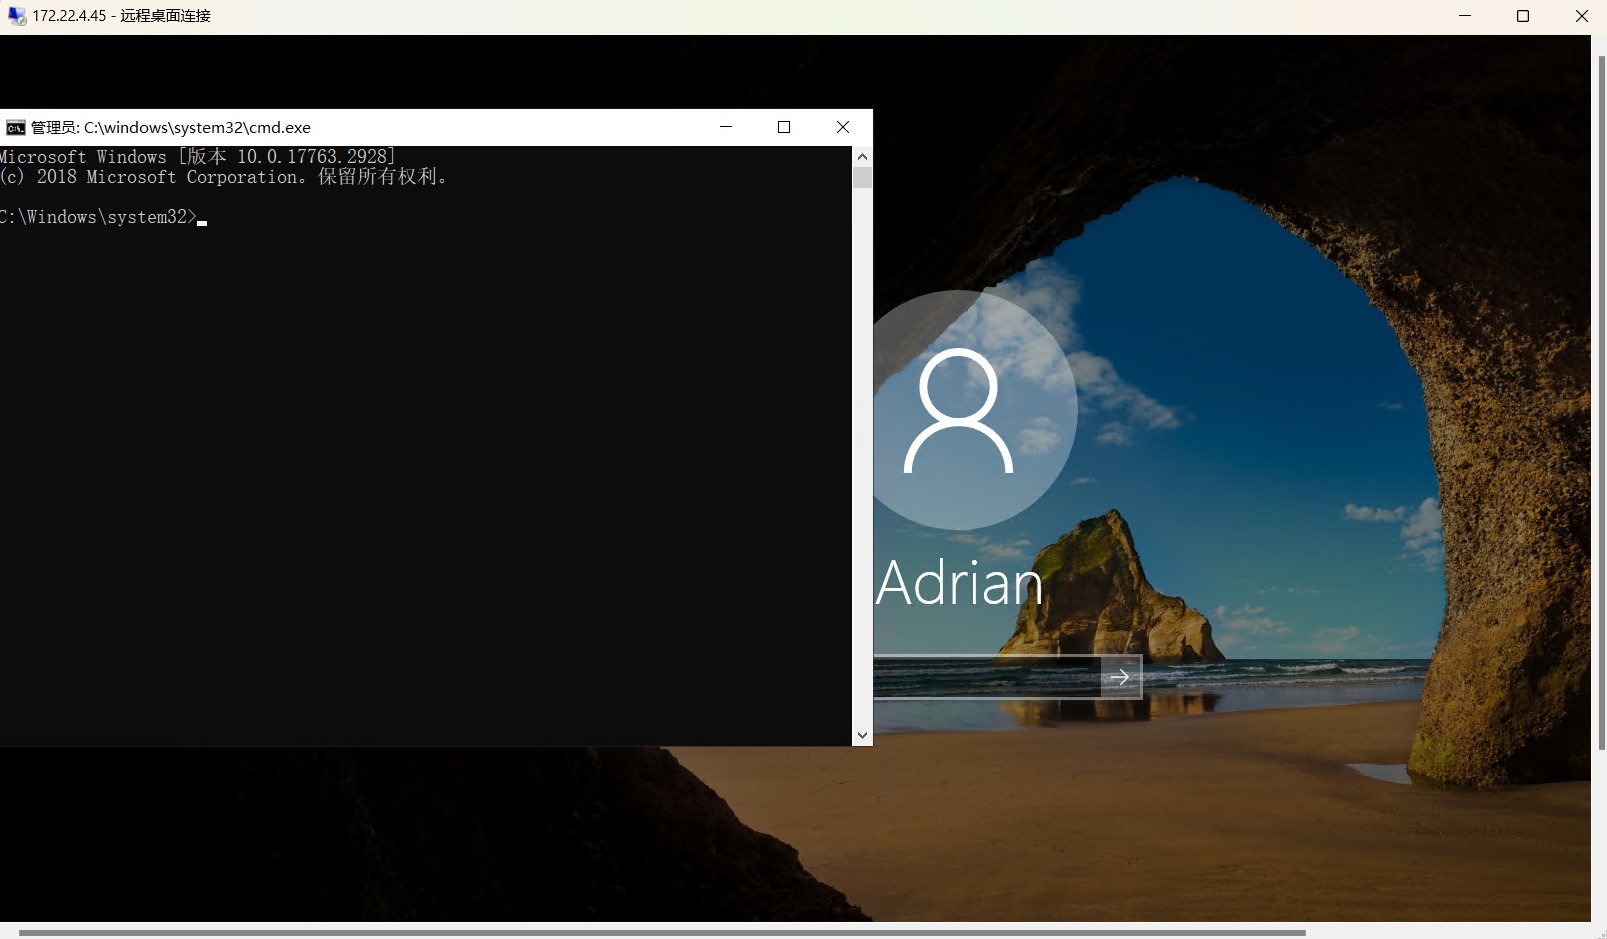 172.22.4.45 - 远程桌面连接
管理员: C:\windows\system32\cmd.exe
Microsoft Windows [版本 10.0.17763.2928]
(c) 2018 Microsoft Corporation。保留所有权利。
C:\Windows\system32>
Adrian